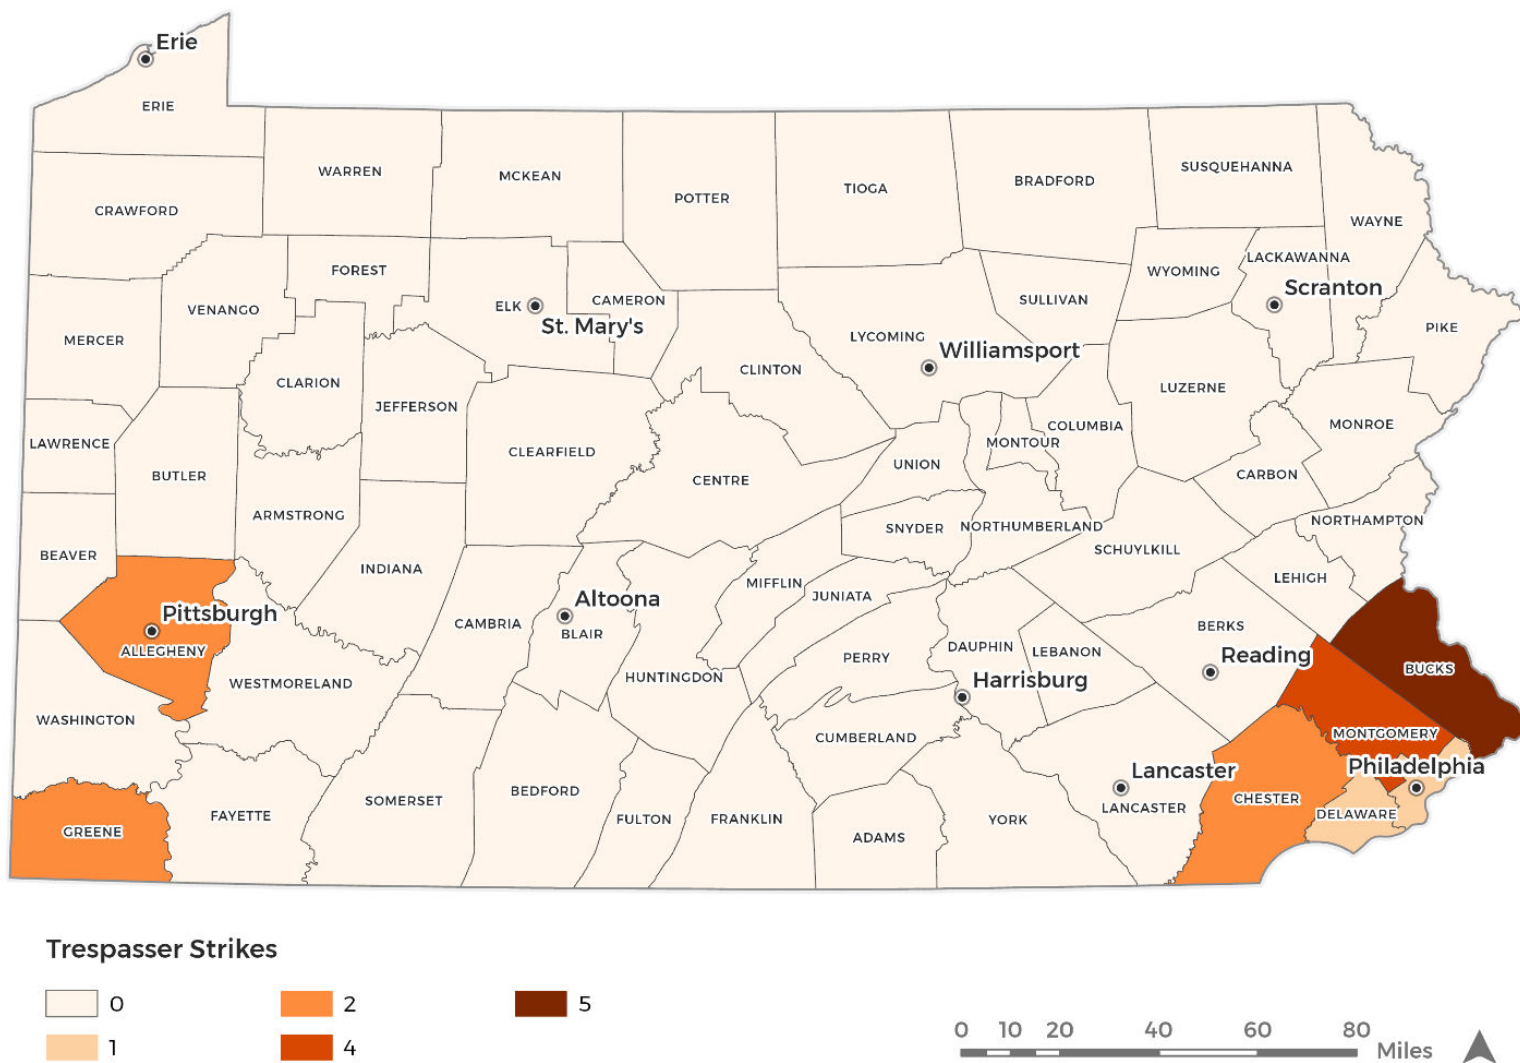 Erie
ERIE
WARREN
MCKEAN
POTTER
TIOGA
BRADFORD
SUSQUEHANNA
CRAWFORD
WAYNE
FOREST
WYOMING
LACKAWANNA
VENANGO
ELK
St. Mary's
CAMERON
SULLIVAN
Scranton
MERCER
LYCOMING
Williamsport
PIKE
CLARION
CLINTON
LUZERNE
JEFFERSON
LAWRENCE
CLEARFIELD
MONTOUR
COLUMBIA
MONROE
BUTLER
CENTRE
UNION
CARBON
ARMSTRONG
SNYDER
NORTHUMBERLAND
NORTHAMPTON
BEAVER
INDIANA
SCHUYLKILL
MIFFLIN
JUNIATA
LEHIGH
Pittsburgh
ALLEGHENY
CAMBRIA
Altoona
BLAIR
BERKS
Reading
DAUPHIN
LEBANON
PERRY
BUCKS
WESTMORELAND
HUNTINGDON
Harrisburg
WASHINGTON
CUMBERLAND
MONTGOMERY
Philadelphia
Lancaster
LANCASTER
SOMERSET
BEDFORD
CHESTER
DELAWARE
GREENE
FAYETTE
FULTON
FRANKLIN
ADAMS
YORK
Trespasser Strikes
0
2
5
1
4
0 10 20 40 60 80
Miles